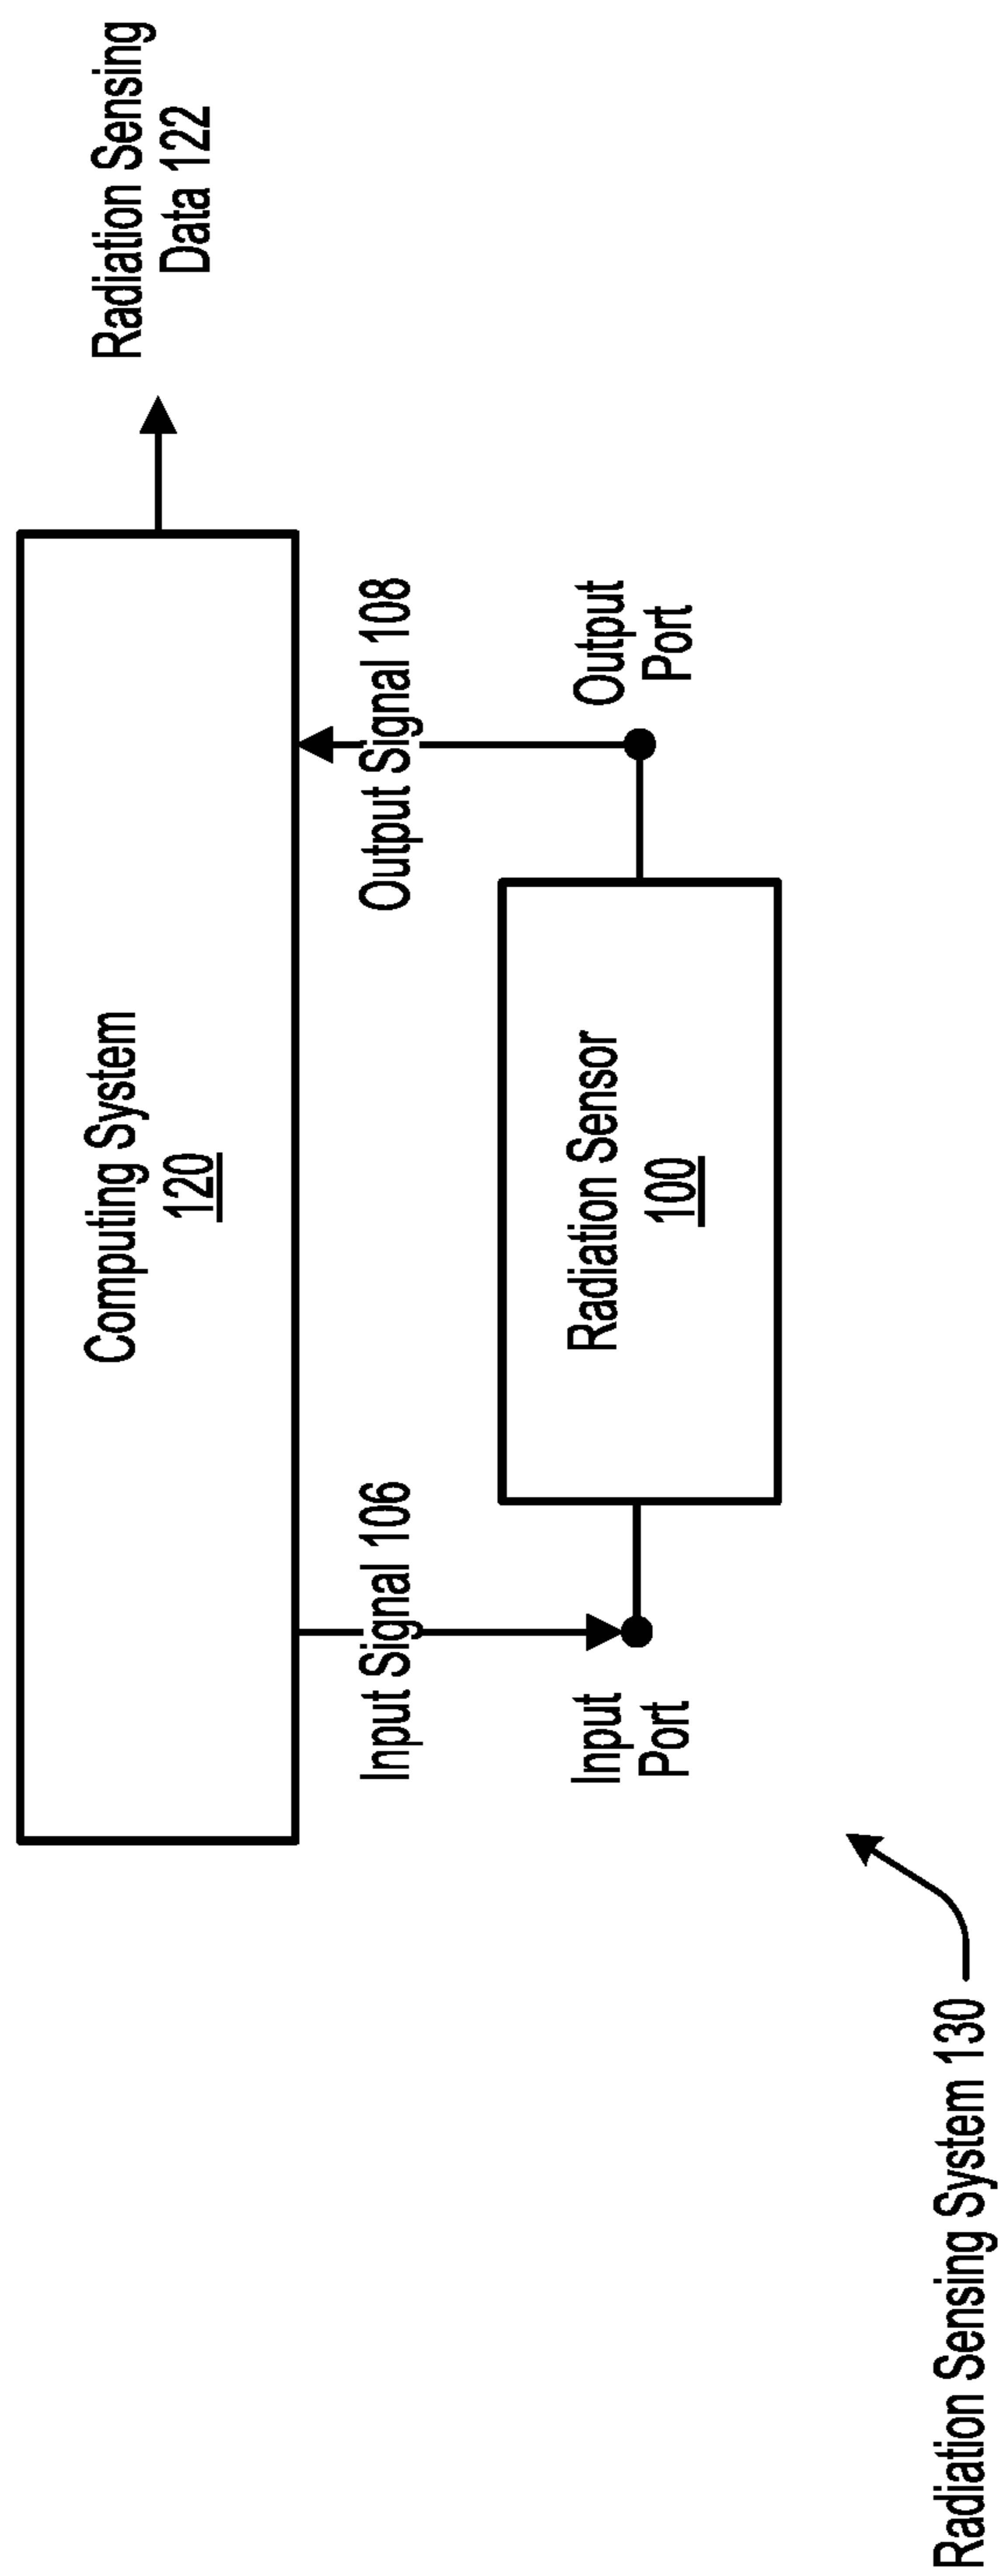 Radiation Sensing
Data 122
Computing System
120
Input Signal 106
Output Signal 108
Input
Port
Radiation Sensor
100
Output
Port
Radiation Sensing System 130